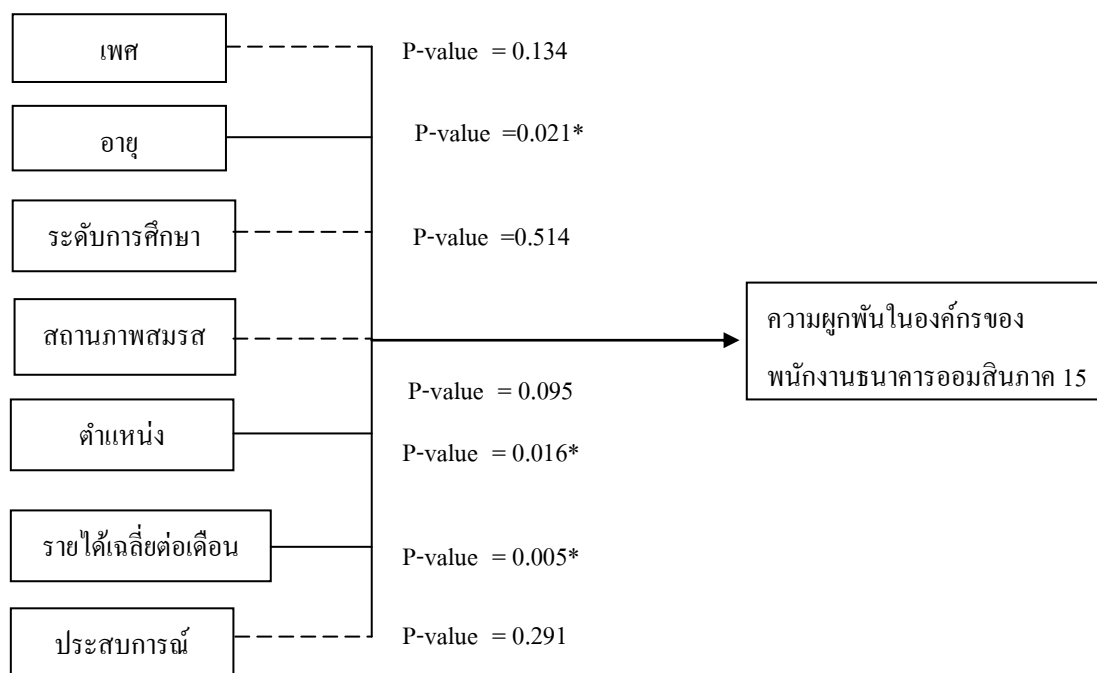 เพศ
P-value = 0.134
อายุ
P-value =0.021*
ระดับการศึกษา
P-value =0.514
สถานภาพสมรส
ความผูกพันในองค์กรของ
พนักงานธนาคารออมสินภาค 15
P-value = 0.095
ตำแหน่ง
P-value = 0.016*
รายได้เฉลี่ยต่อเดือน
P-value = 0.005*
ประสบการณ์
P-value = 0.291